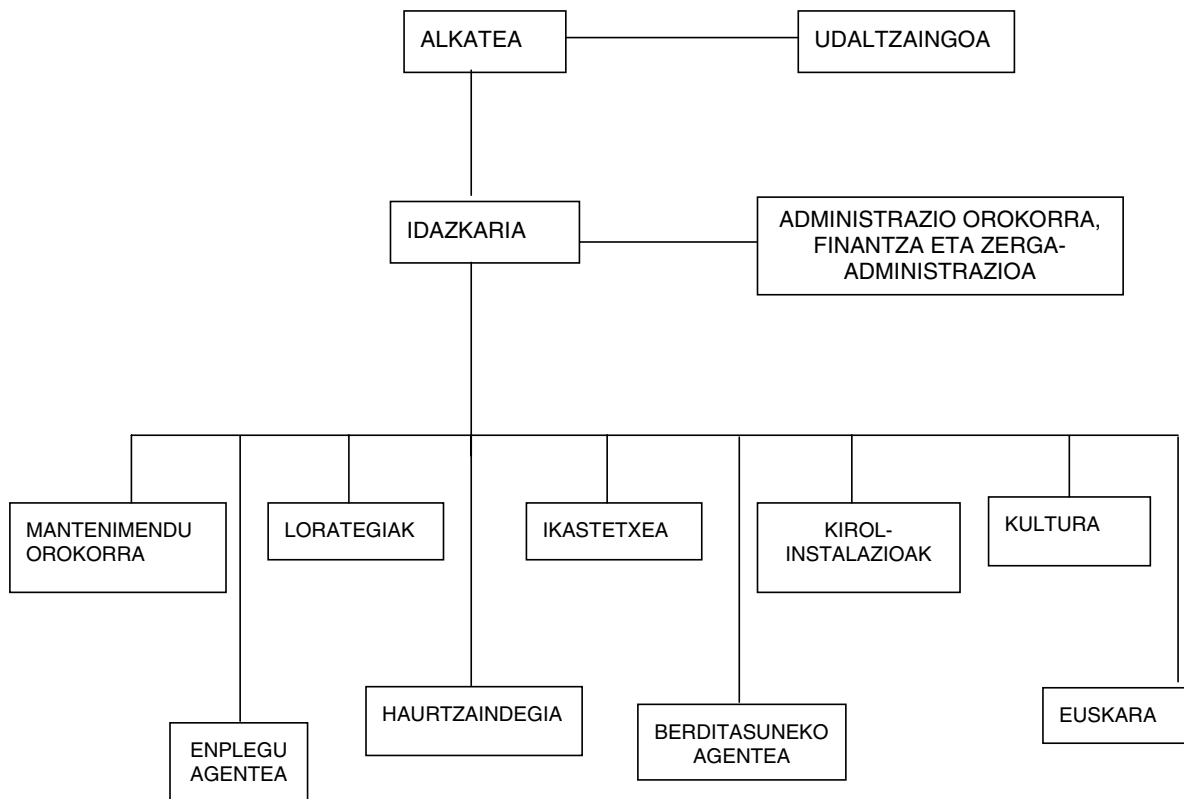 ALKATEA
UDALTZAINGOA
IDAZKARIA
ADMINISTRAZIO OROKORRA,
FINANTZA ETA ZERGA-
ADMINISTRAZIOA
MANTENIMENDU
OROKORRA
LORATEGIAK
IKASTETXEA
KIROL-
INSTALAZIOAK
KULTURA
ENPLEGU
AGENTEA
HAURTZAINDEGIA
BERDITASUNEKO
AGENTEA
EUSKARA